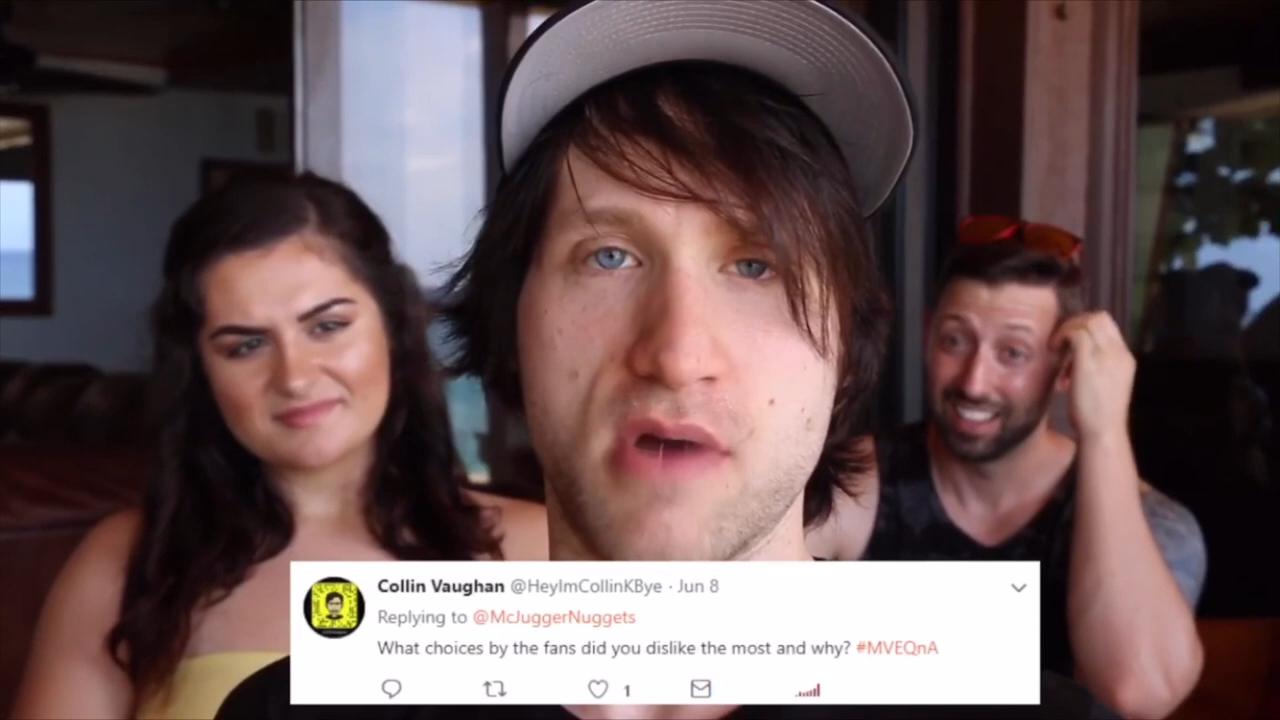 Collin Vaughan @HeyImCollinKBye · Jun 8
Replying to @McJuggerNuggets
What choices by the fans did you dislike the most and why? #MVEQnA
1